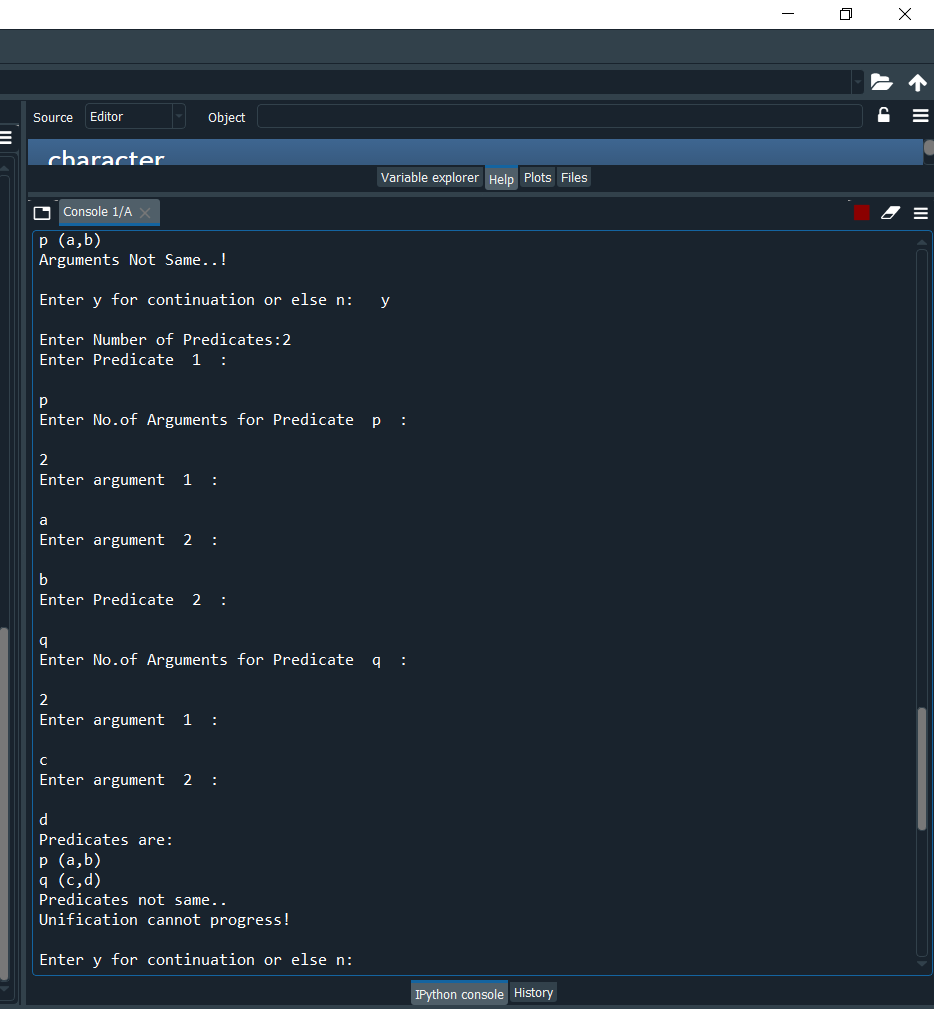 Source Editor Object
character
Variable explorer Help Plots Files
Console 1/A
p (a,b)
Arguments Not Same..!
Enter y for continuation or else n: y
Enter Number of Predicates:2
Enter Predicate 1 :
p
Enter No.of Arguments for Predicate p :
2
Enter argument 1 :
a
Enter argument 2 :
b
Enter Predicate 2 :
q
Enter No.of Arguments for Predicate q :
2
Enter argument 1 :
c
Enter argument 2 :
d
Predicates are:
p (a,b)
q (c,d)
Predicates not same..
Unification cannot progress!
Enter y for continuation or else n:
IPython console History